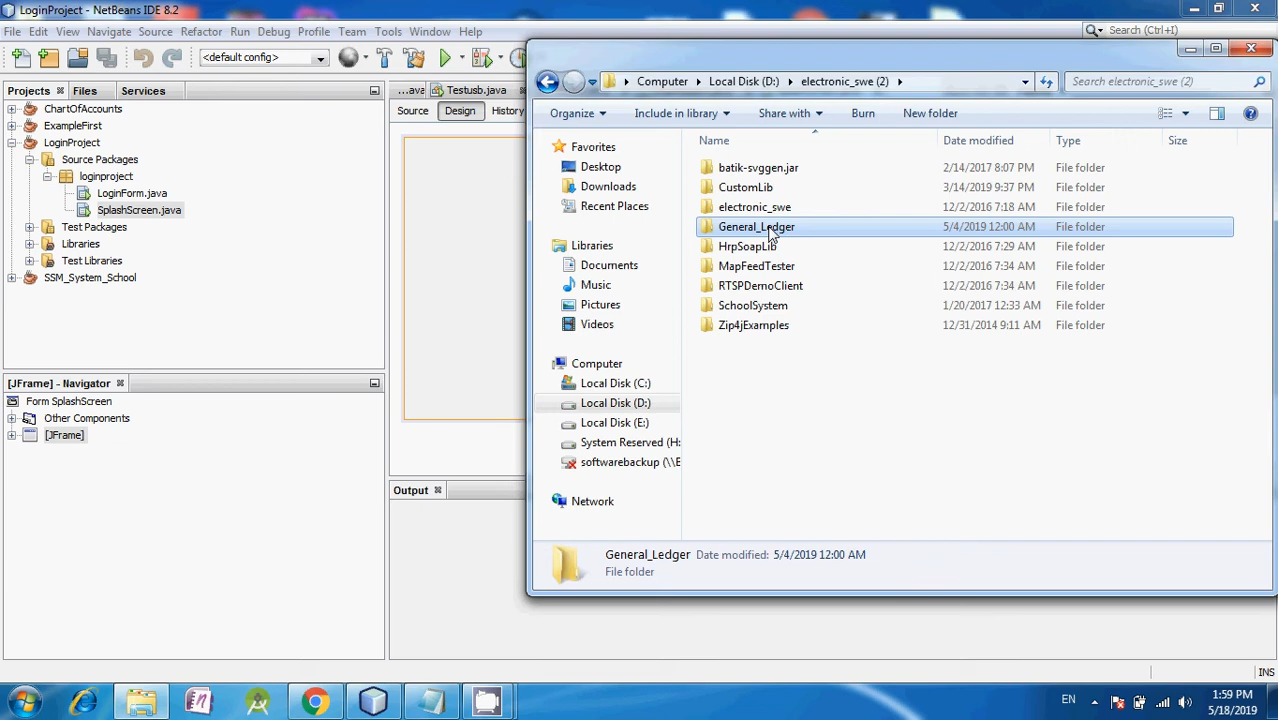 LoginProject - NetBeans IDE 8.2
File Edit View Navigate Source Refactor Run Debug Profile Team Tools Window Help
Search (Ctrl+I)
<default config>
Projects Files Services
ChartOfAccounts
ExampleFirst
LoginProject
Source Packages
loginproject
LoginForm.java
SplashScreen.java
Test Packages
Libraries
Test Libraries
SSM_System_School
[JFrame] - Navigator
Form SplashScreen
Other Components
[JFrame]
...ave Testusb.java
Source Design History
Output
Computer Local Disk (D:) electronic_swe (2)
Search electronic_swe (2)
Organize Include in library Share with Burn New folder
Favorites
Desktop
Downloads
Recent Places
Libraries
Documents
Music
Pictures
Videos
Computer
Local Disk (C:)
Local Disk (D:)
Local Disk (E:)
System Reserved (H:
softwarebackup (\\E
Network
Name Date modified Type Size
batik-svggen.jar 2/14/2017 8:07 PM File folder
CustomLib 3/14/2019 9:37 PM File folder
electronic_swe 12/2/2016 7:18 AM File folder
General_Ledger 5/4/2019 12:00 AM File folder
HrpSoapLib 12/2/2016 7:29 AM File folder
MapFeedTester 12/2/2016 7:34 AM File folder
RTSPDemoClient 12/2/2016 7:34 AM File folder
SchoolSystem 1/20/2017 12:33 AM File folder
Zip4jExamples 12/31/2014 9:11 AM File folder
General_Ledger Date modified: 5/4/2019 12:00 AM
File folder
INS
EN
1:59 PM
5/18/2019